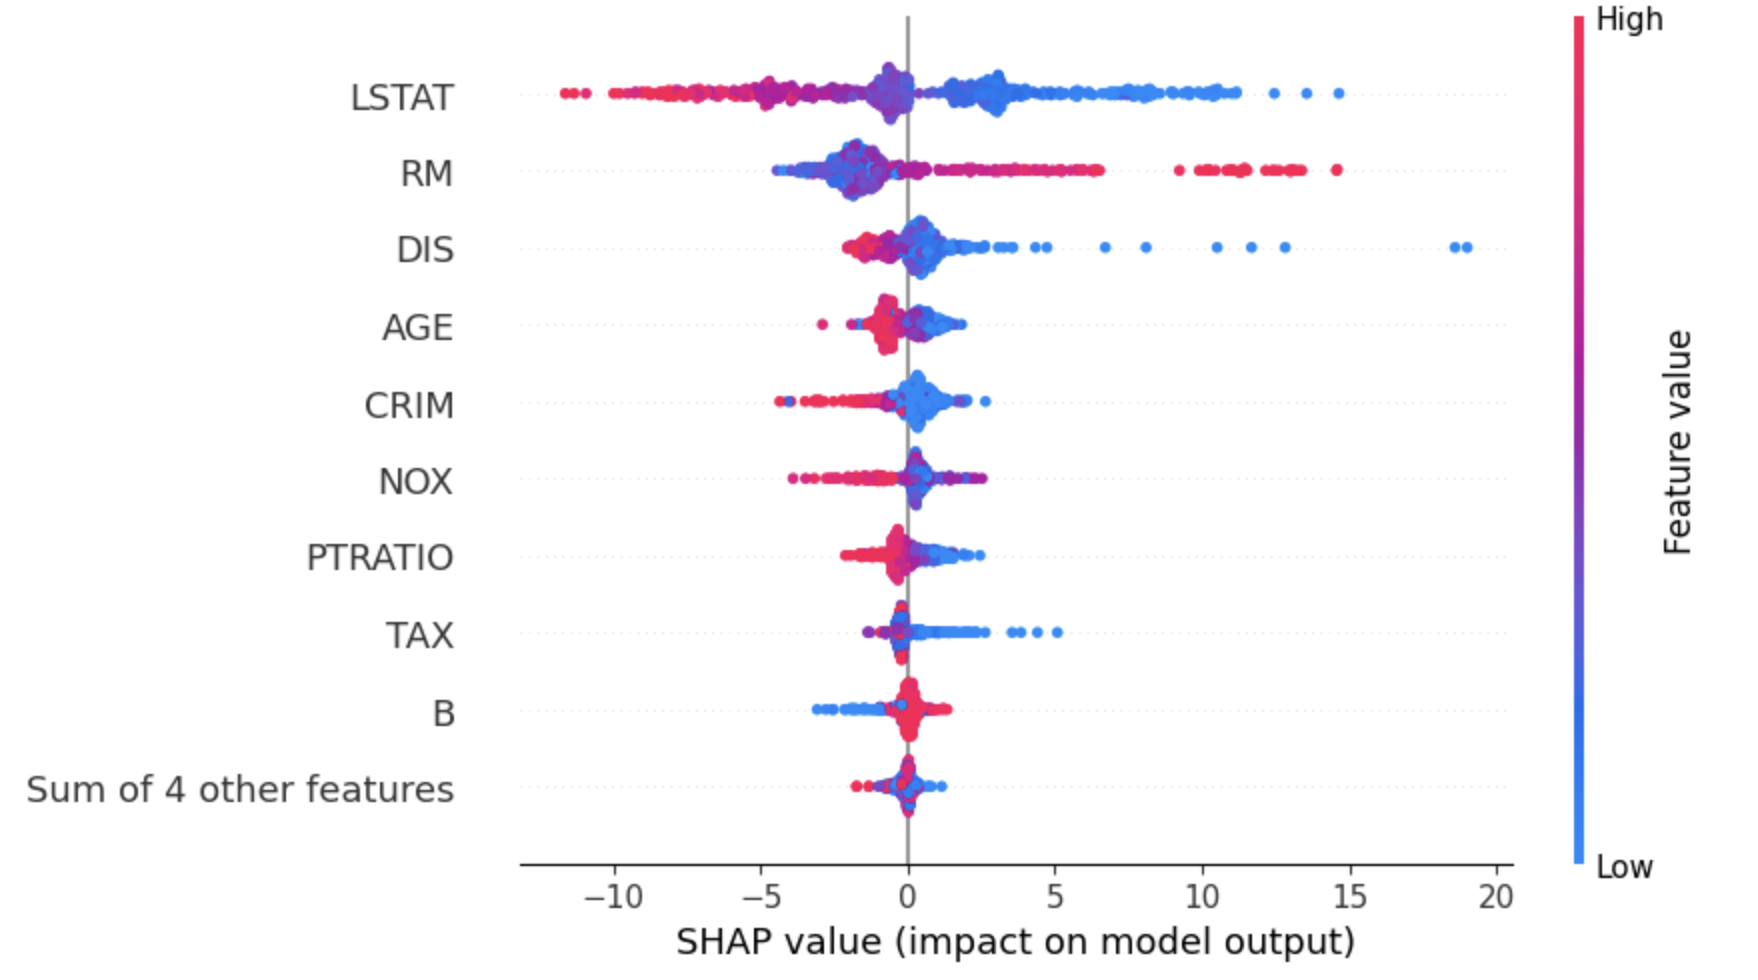 High
LSTAT
RM
DIS
AGE
CRIM
NOX
PTRATIO
TAX
B
Sum of 4 other features
Feature value
Low
−10 −5 0 5 10 15 20
SHAP value (impact on model output)